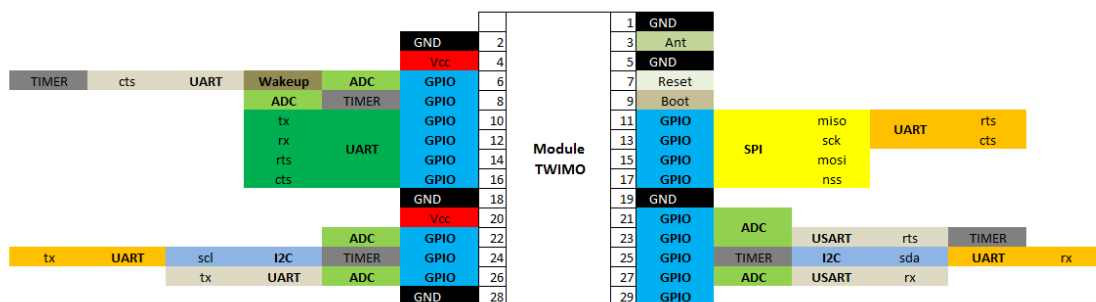 1 GND
GND 2 3 Ant
Vcc 4 5 GND
TIMER cts UART Wakeup ADC GPIO 6 7 Reset
ADC TIMER GPIO 8 9 Boot
tx GPIO 10 11 GPIO miso rts
rx GPIO 12 Module 13 GPIO sck UART cts
UART SPI
rts GPIO 14 TWIMO 15 GPIO mosi
cts GPIO 16 17 GPIO nss
GND 18 19 GND
Vcc 20 21 GPIO
ADC
ADC GPIO 22 23 GPIO USART rts TIMER
tx UART scl I2C TIMER GPIO 24 25 GPIO TIMER I2C sda UART rx
tx UART ADC GPIO 26 27 GPIO ADC USART rx
GND 28 29 GPIO